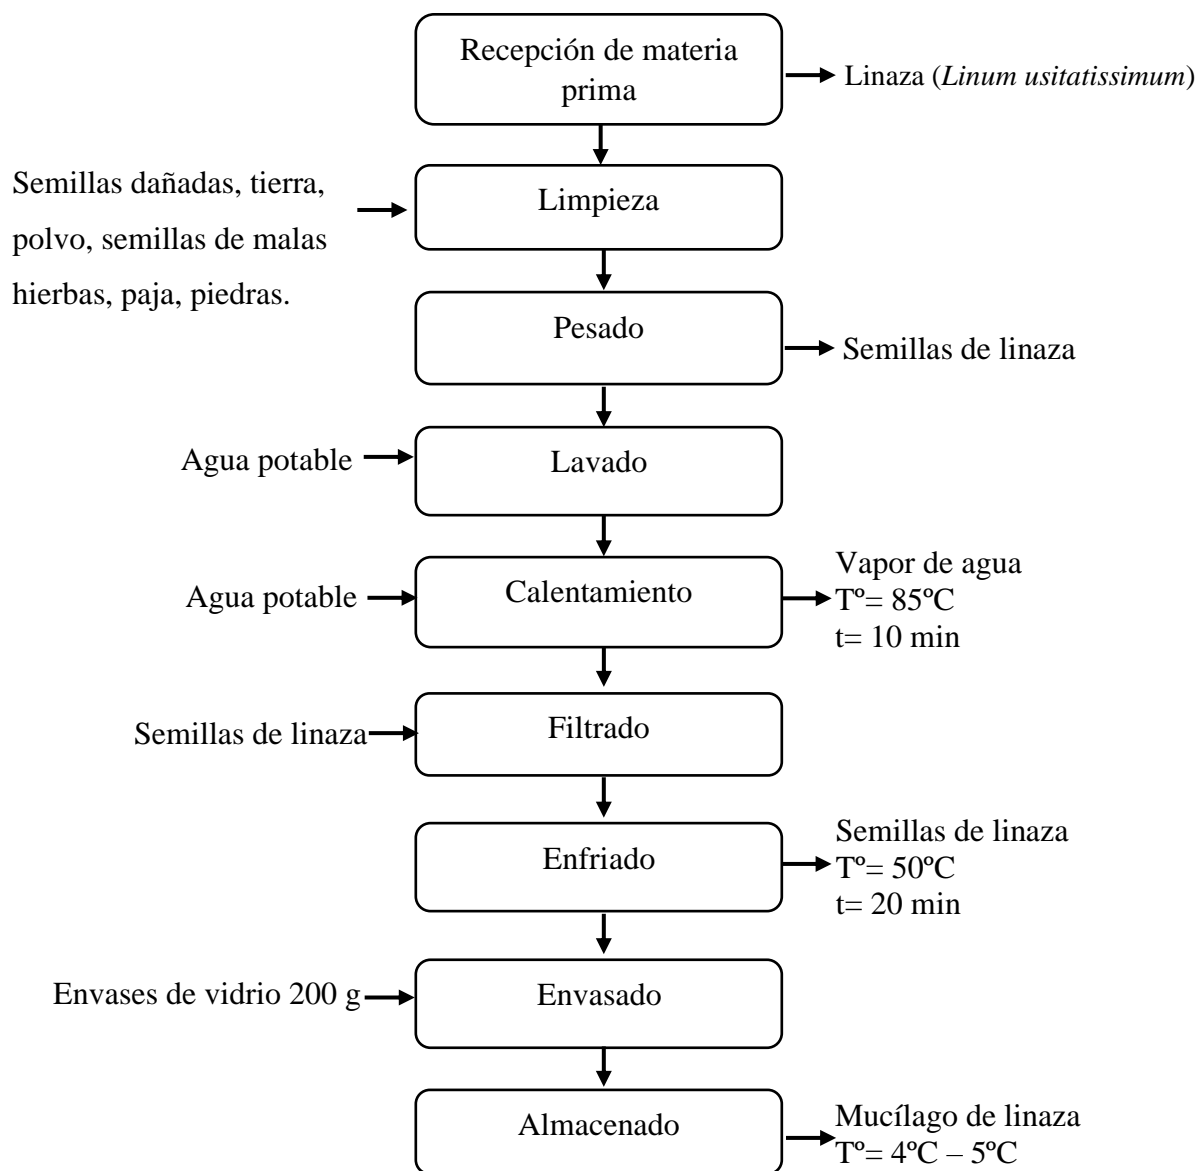 Recepción de materia
prima
Linaza (Linum usitatissimum)
Semillas dañadas, tierra,
polvo, semillas de malas
hierbas, paja, piedras.
Limpieza
Pesado
Semillas de linaza
Agua potable
Lavado
Agua potable
Calentamiento
Vapor de agua
Tº= 85ºC
t= 10 min
Semillas de linaza
Filtrado
Enfriado
Semillas de linaza
Tº= 50ºC
t= 20 min
Envases de vidrio 200 g
Envasado
Almacenado
Mucílago de linaza
Tº= 4ºC – 5ºC